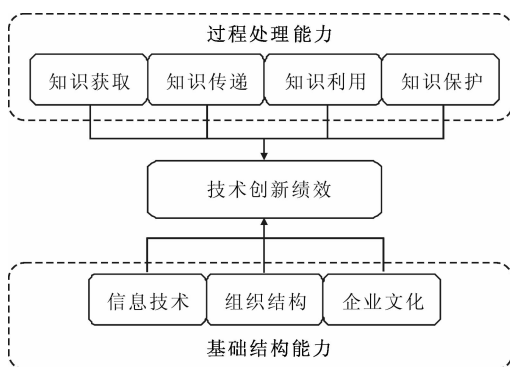 过程处理能力
知识获取 知识传递 知识利用 知识保护
技术创新绩效
信息技术 组织结构 企业文化
基础结构能力